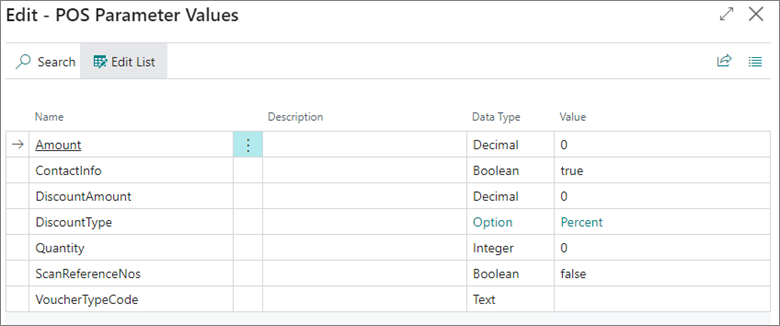 Edit - POS Parameter Values
Search Edit List
Name Description Data Type Value
Amount Decimal 0
ContactInfo Boolean true
DiscountAmount Decimal 0
DiscountType Option Percent
Quantity Integer 0
ScanReferenceNos Boolean false
VoucherTypeCode Text